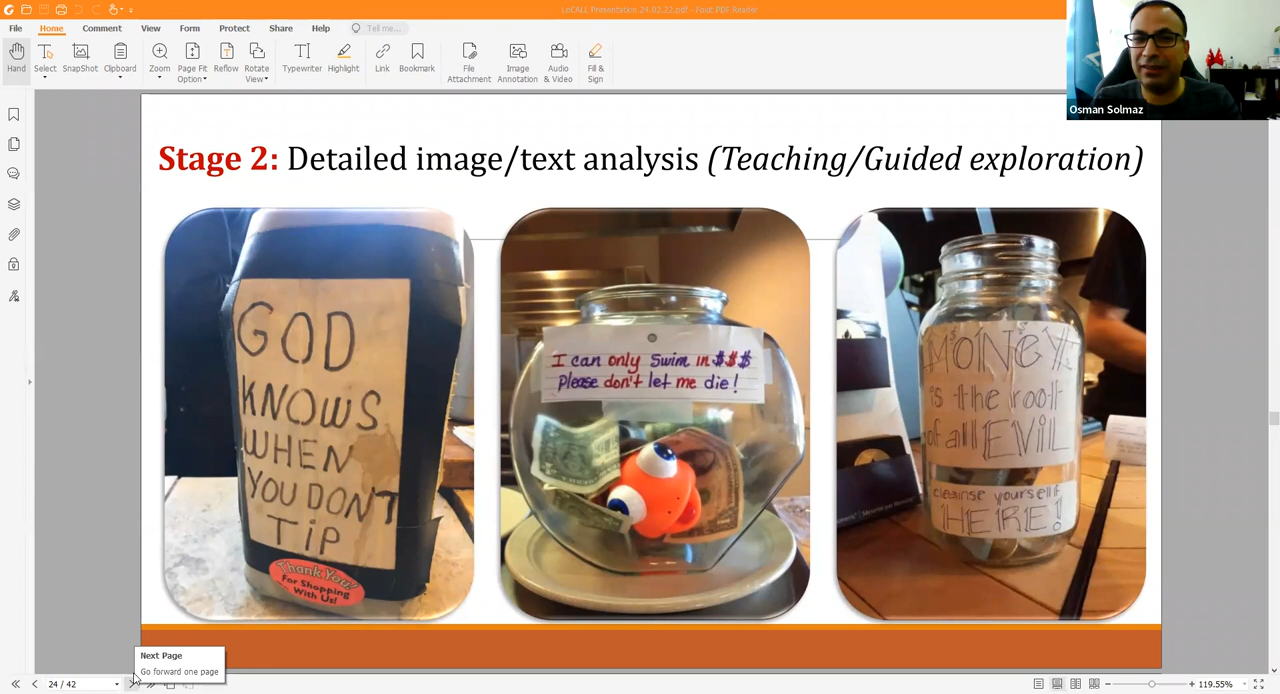 LoCALL Presentation.24.02.22.pdf - Foxit PDF Reader
File Home Comment View Form Protect Share Help Tell me...
Hand Select SnapShot Clipboard Zoom Page Fit Option Reflow Rotate View Typewriter Highlight Link Bookmark File Attachment Image Annotation Audio & Video Fill & Sign
Osman Solmaz
Stage 2: Detailed image/text analysis (Teaching/Guided exploration)
GOD
KNOWS
WHEN
YOU DON'T
TiP
Thank You!
For Shopping
With Us!
I can only Swim in $$$
Please don't let me die!
MONEY
is the root
of all EViL
cleanse yourself
HERE!
Next Page
Go forward one page
24 / 42
119.55%